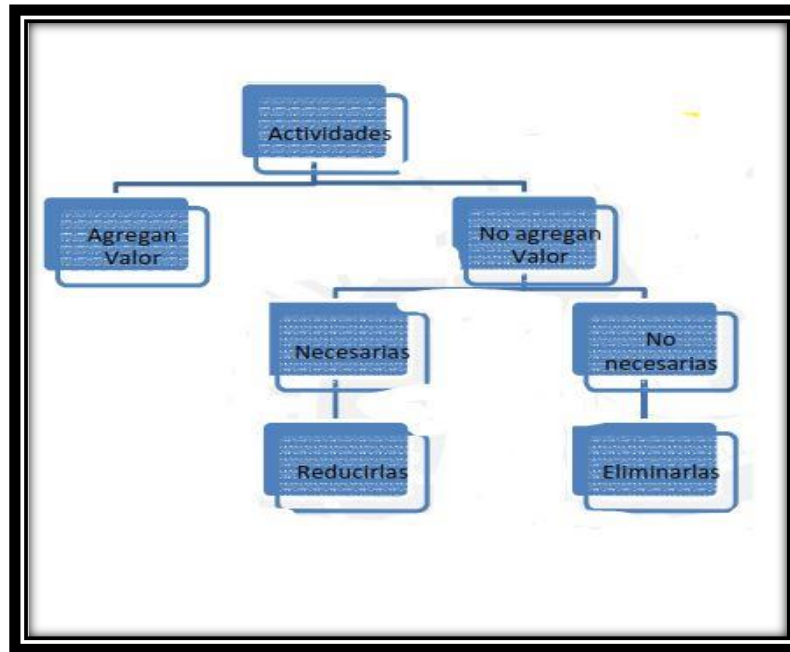 Actividades
Agregan
Valor
No agregan
Valor
Necesarias
No
necesarias
Reducirlas
Eliminarlas